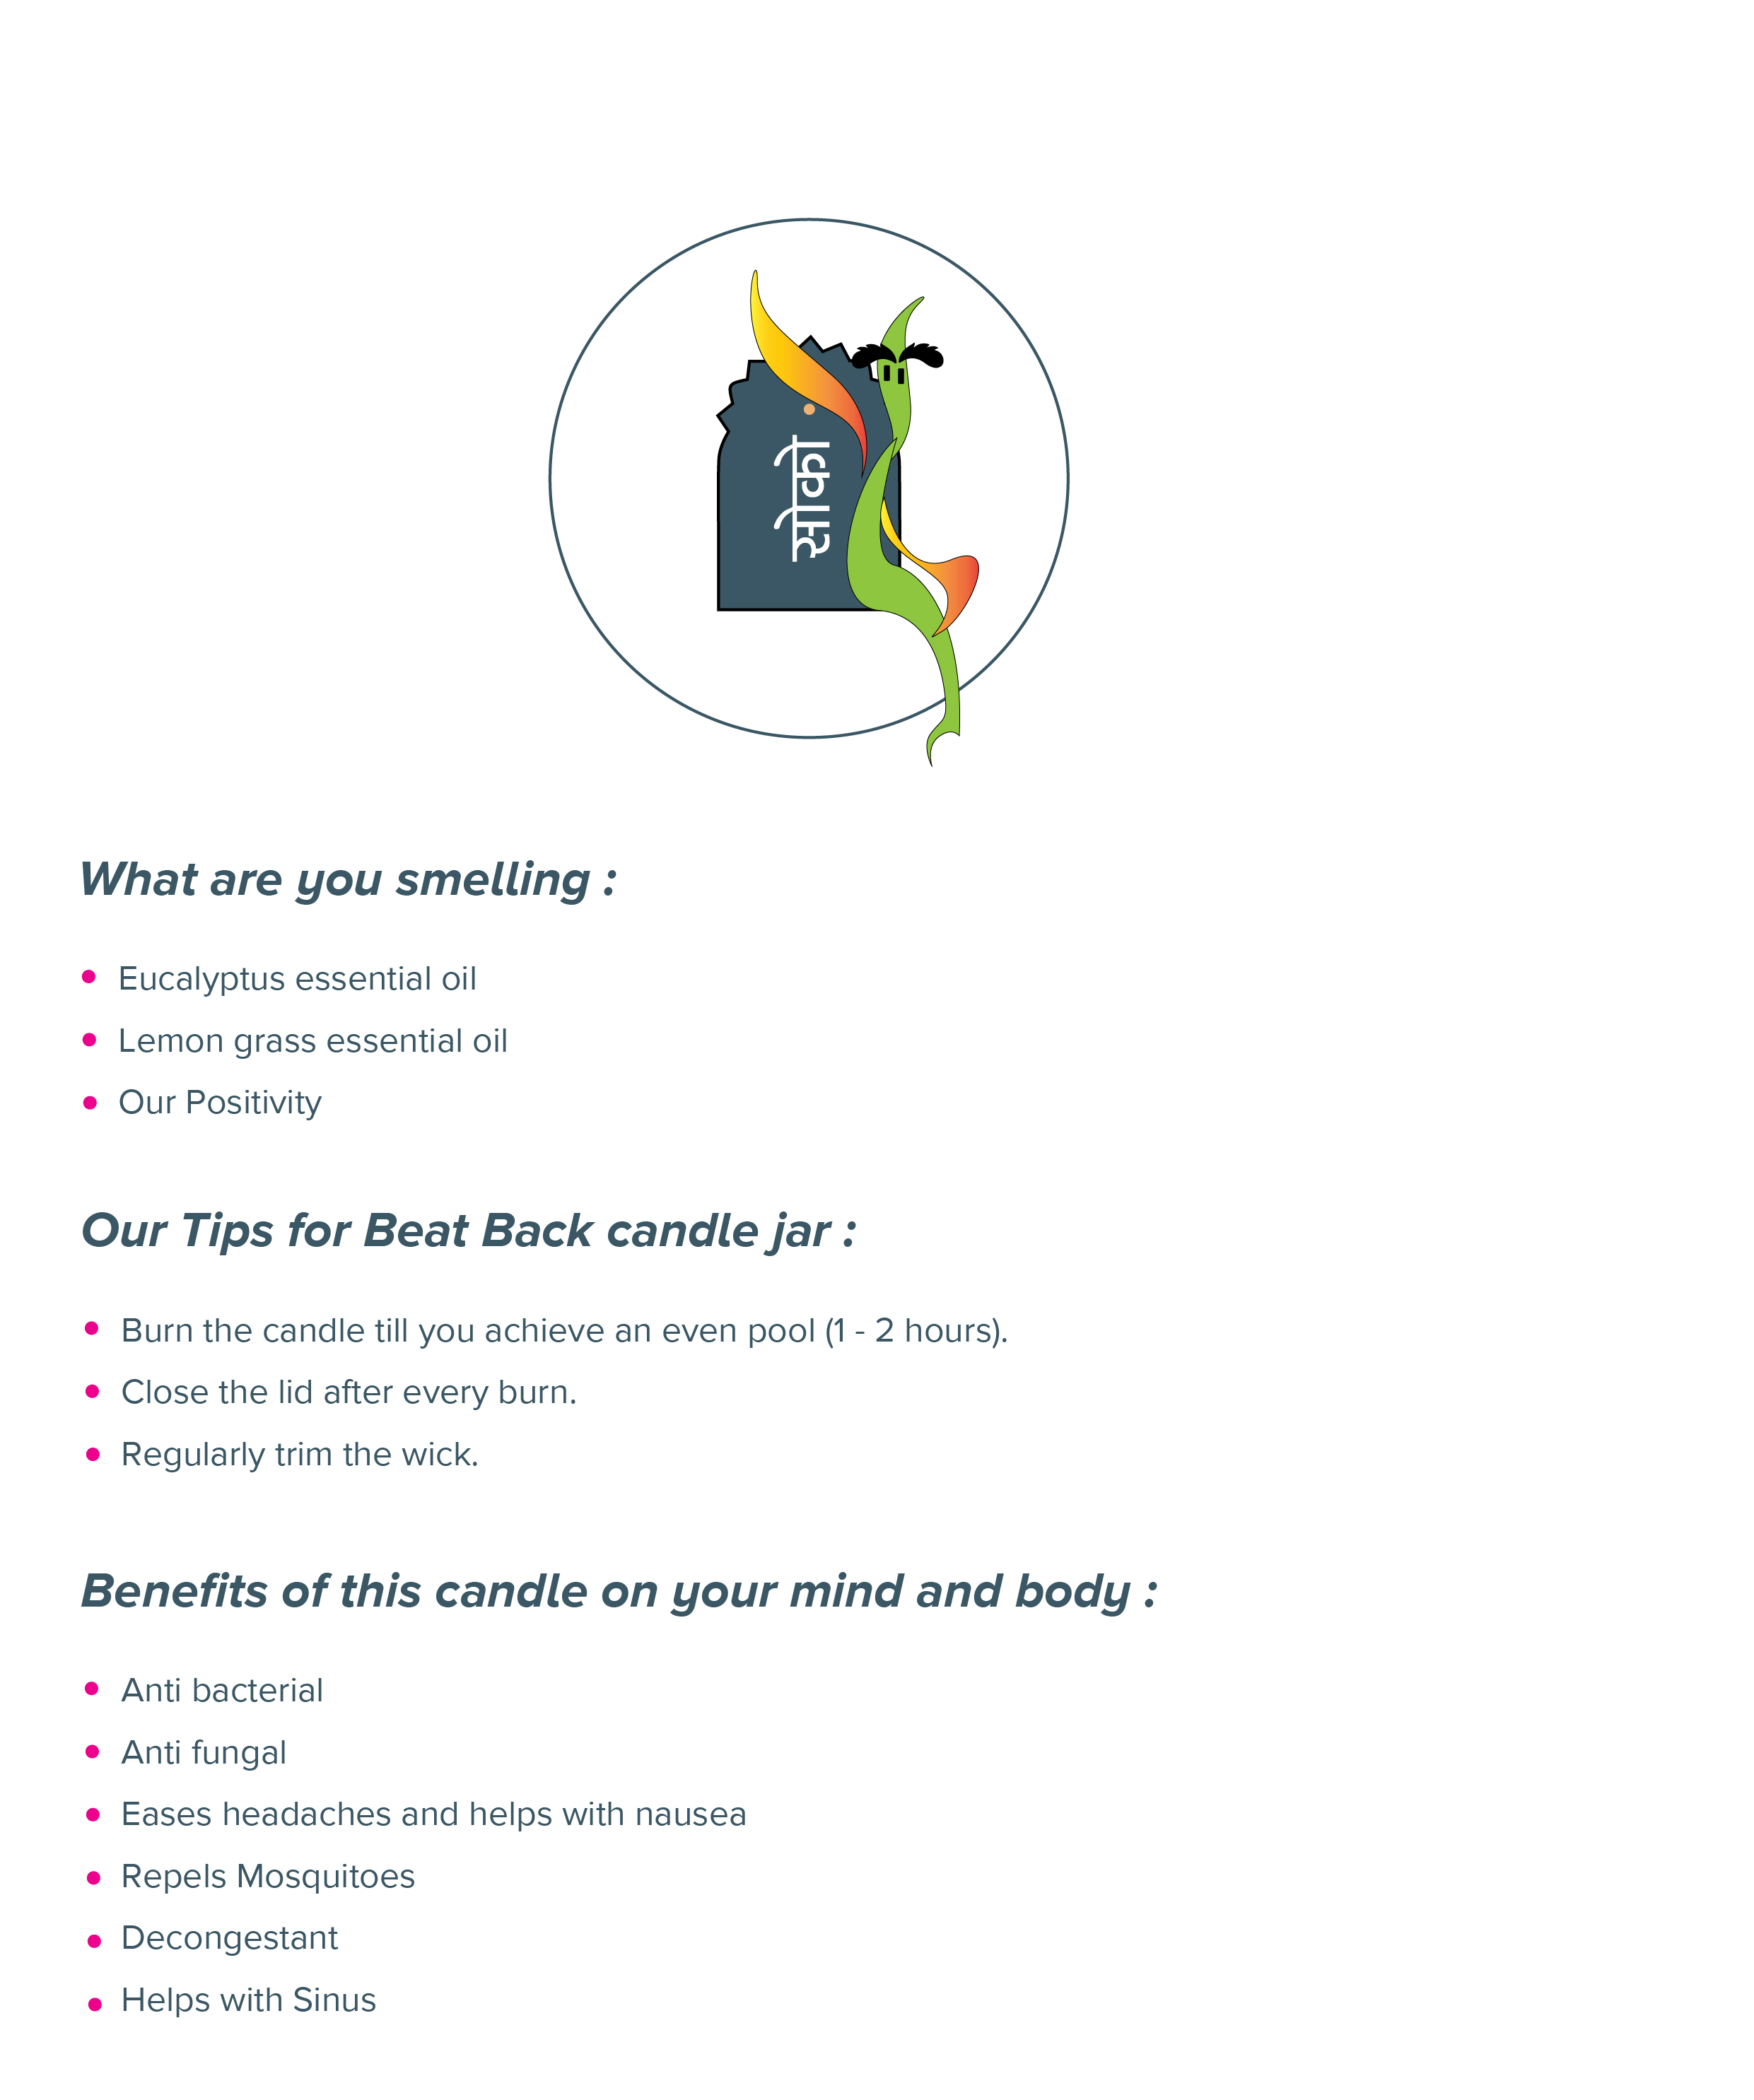 सोको
What are you smelling :
Eucalyptus essential oil
Lemon grass essential oil
Our Positivity
Our Tips for Beat Back candle jar :
Burn the candle till you achieve an even pool (1 - 2 hours).
Close the lid after every burn.
Regularly trim the wick.
Benefits of this candle on your mind and body :
Anti bacterial
Anti fungal
Eases headaches and helps with nausea
Repels Mosquitoes
Decongestant
Helps with Sinus